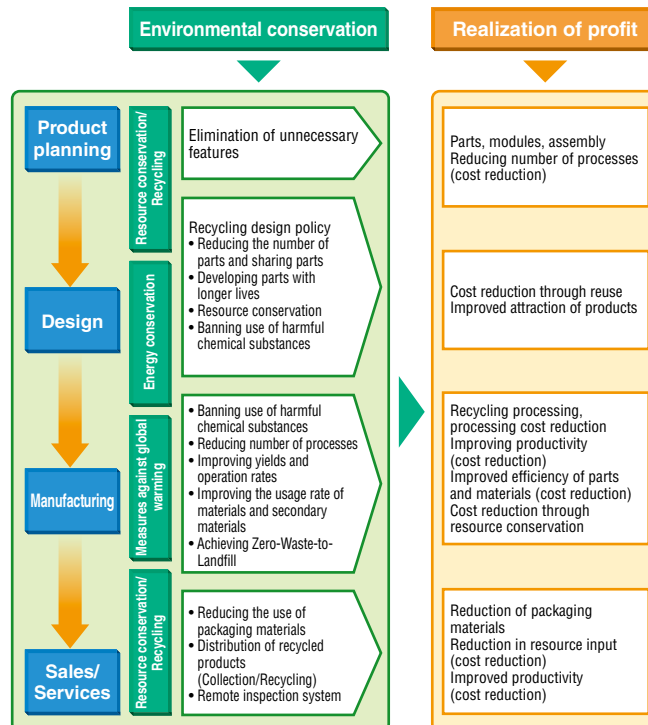 Environmental conservation
Realization of profit
Product
planning
Resource conservation/
Recycling
Elimination of unnecessary
features
Parts, modules, assembly
Reducing number of processes
(cost reduction)
Design
Energy conservation
Recycling design policy
• Reducing the number of
parts and sharing parts
• Developing parts with
longer lives
• Resource conservation
• Banning use of harmful
chemical substances
Cost reduction through reuse
Improved attraction of products
Manufacturing
Measures against global
warming
• Banning use of harmful
chemical substances
• Reducing number of processes
• Improving yields and
operation rates
• Improving the usage rate of
materials and secondary
materials
• Achieving Zero-Waste-to-
Landfill
Recycling processing,
processing cost reduction
Improving productivity
(cost reduction)
Improved efficiency of parts
and materials (cost reduction)
Cost reduction through
resource conservation
Sales/
Services
Resource conservation/
Recycling
• Reducing the use of
packaging materials
• Distribution of recycled
products
(Collection/Recycling)
• Remote inspection system
Reduction of packaging
materials
Reduction in resource input
(cost reduction)
Improved productivity
(cost reduction)